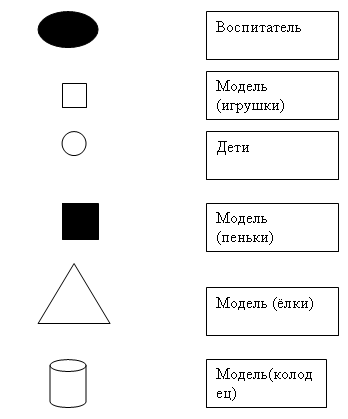 Воспитатель
Модель
(игрушки)
Дети
Модель
(пеньки)
Модель (ёлки)
Модель(колод
ец)